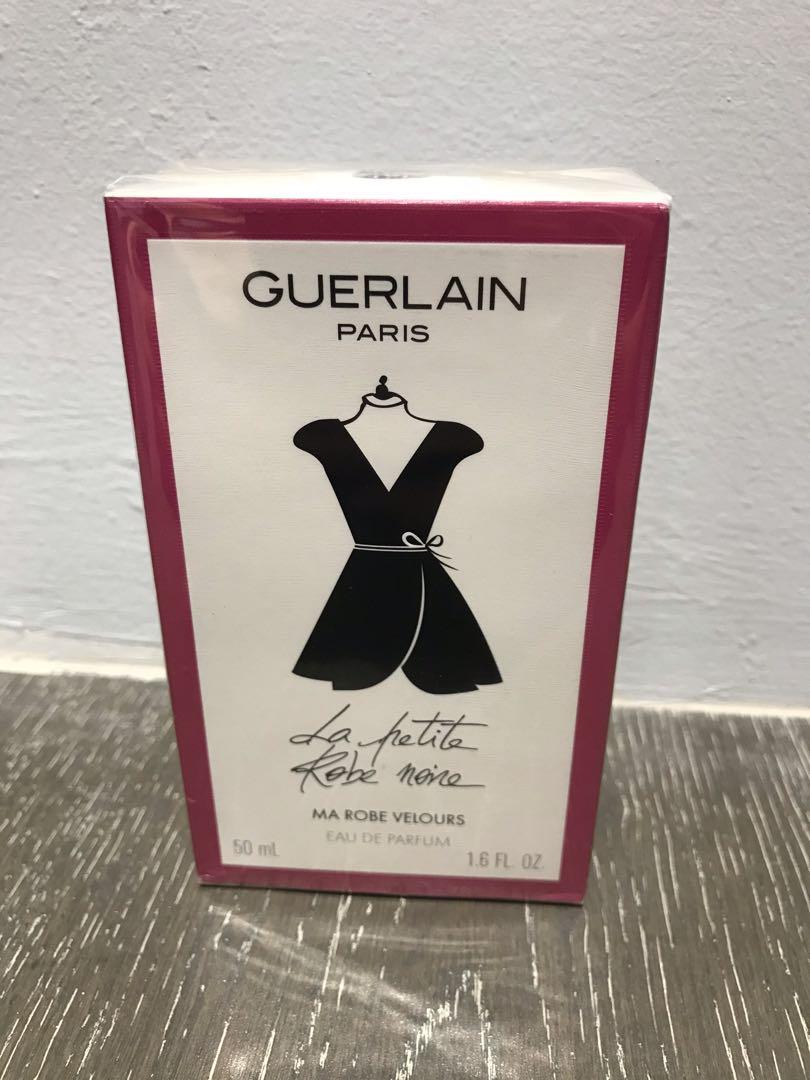 GUERLAIN
PARIS
La petite
Robe noire
MA ROBE VELOURS
EAU DE PARFUM
50 mL 1.6 FL. OZ.